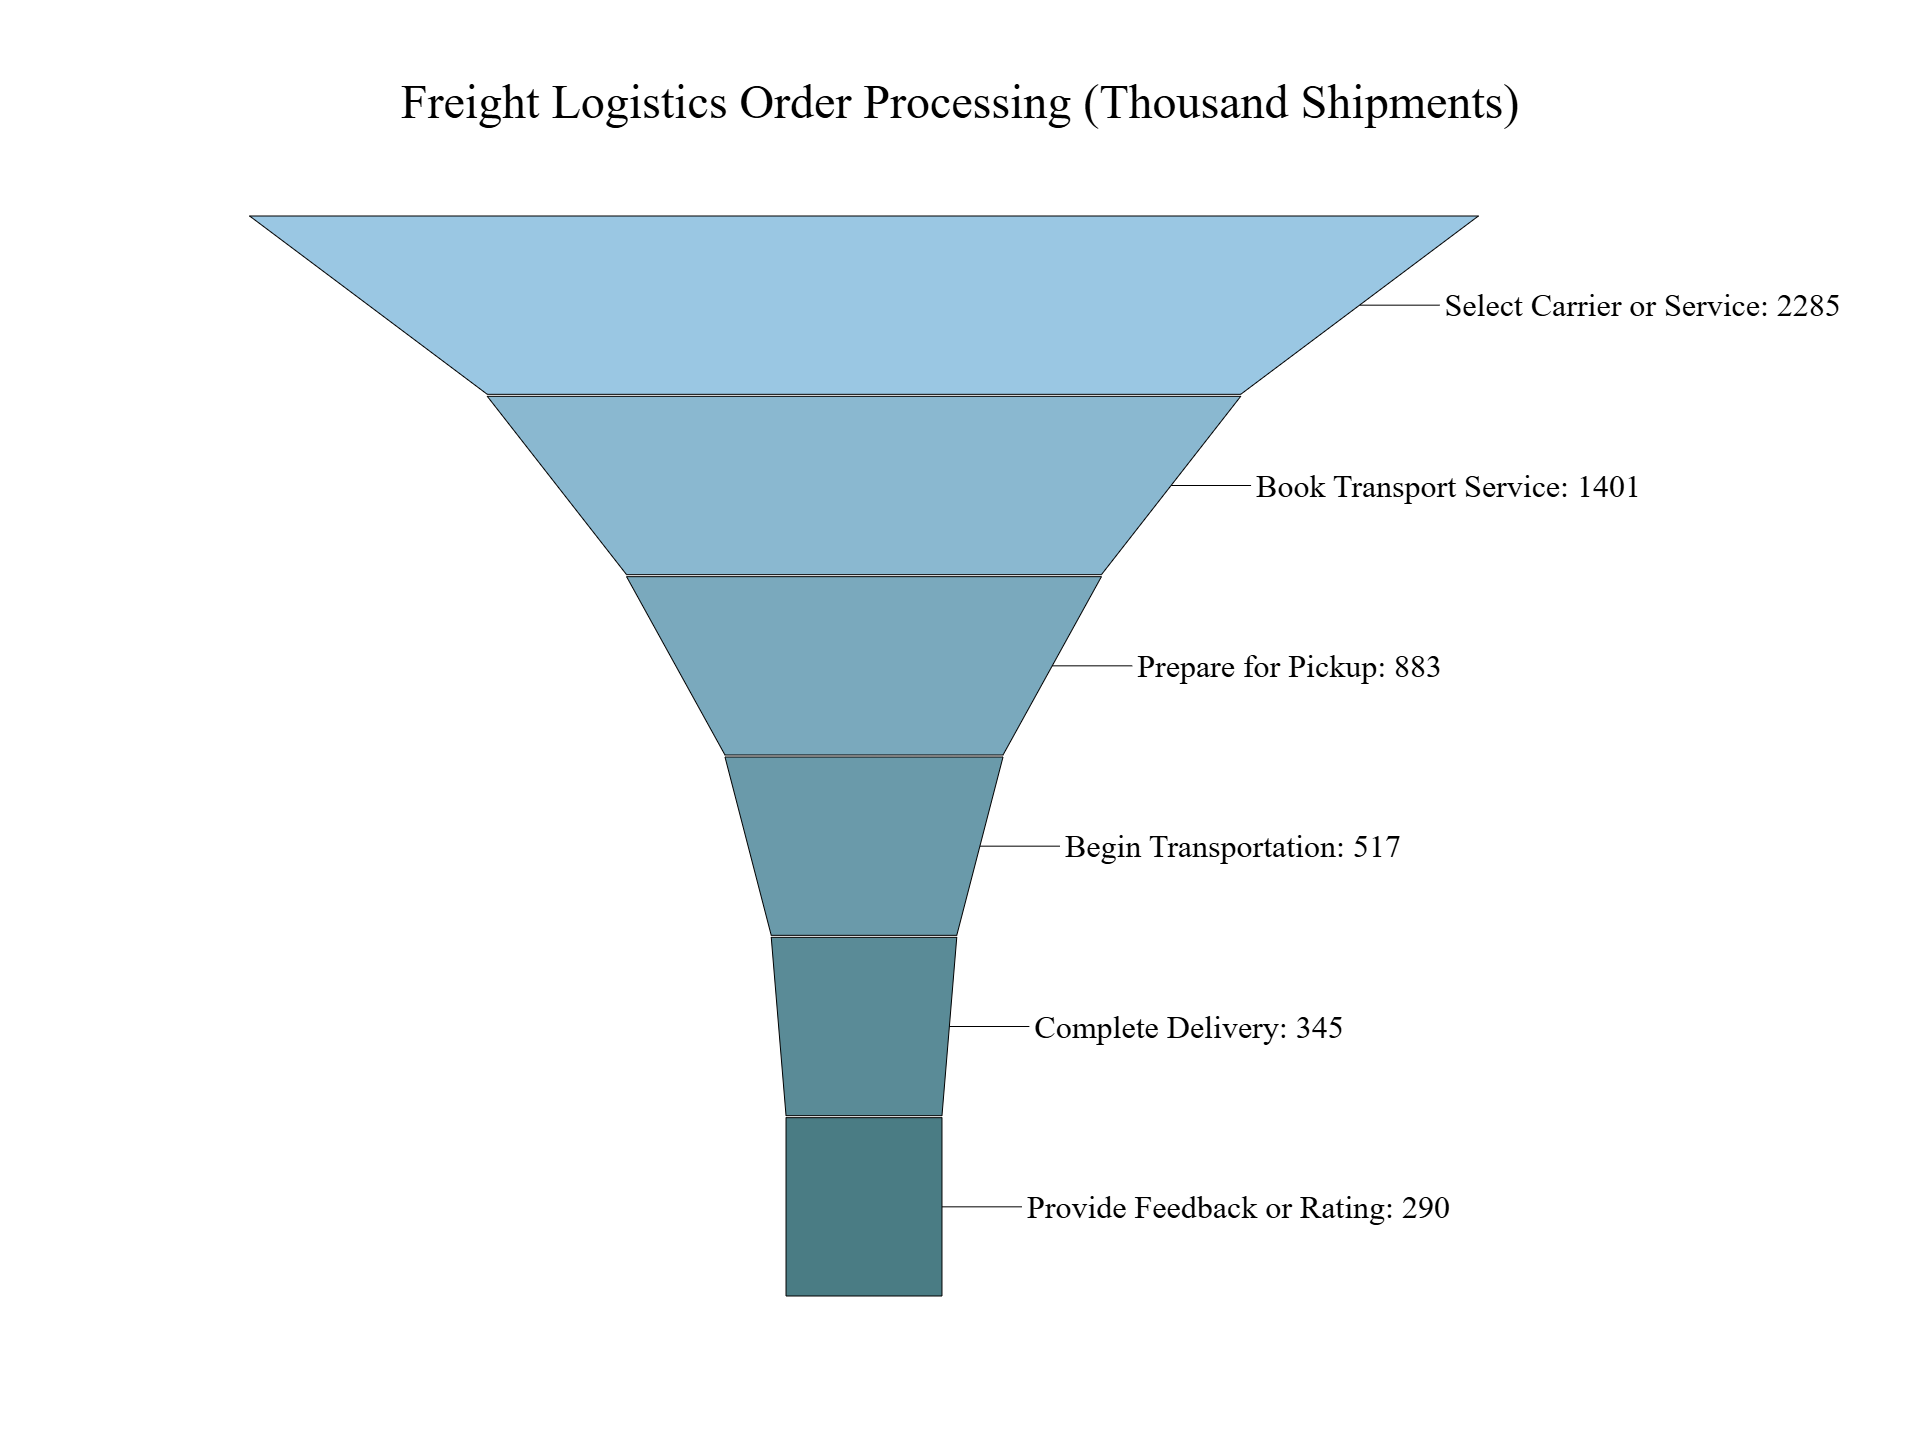 Freight Logistics Order Processing (Thousand Shipments)
Select Carrier or Service: 2285
Book Transport Service: 1401
Prepare for Pickup: 883
Begin Transportation: 517
Complete Delivery: 345
Provide Feedback or Rating: 290